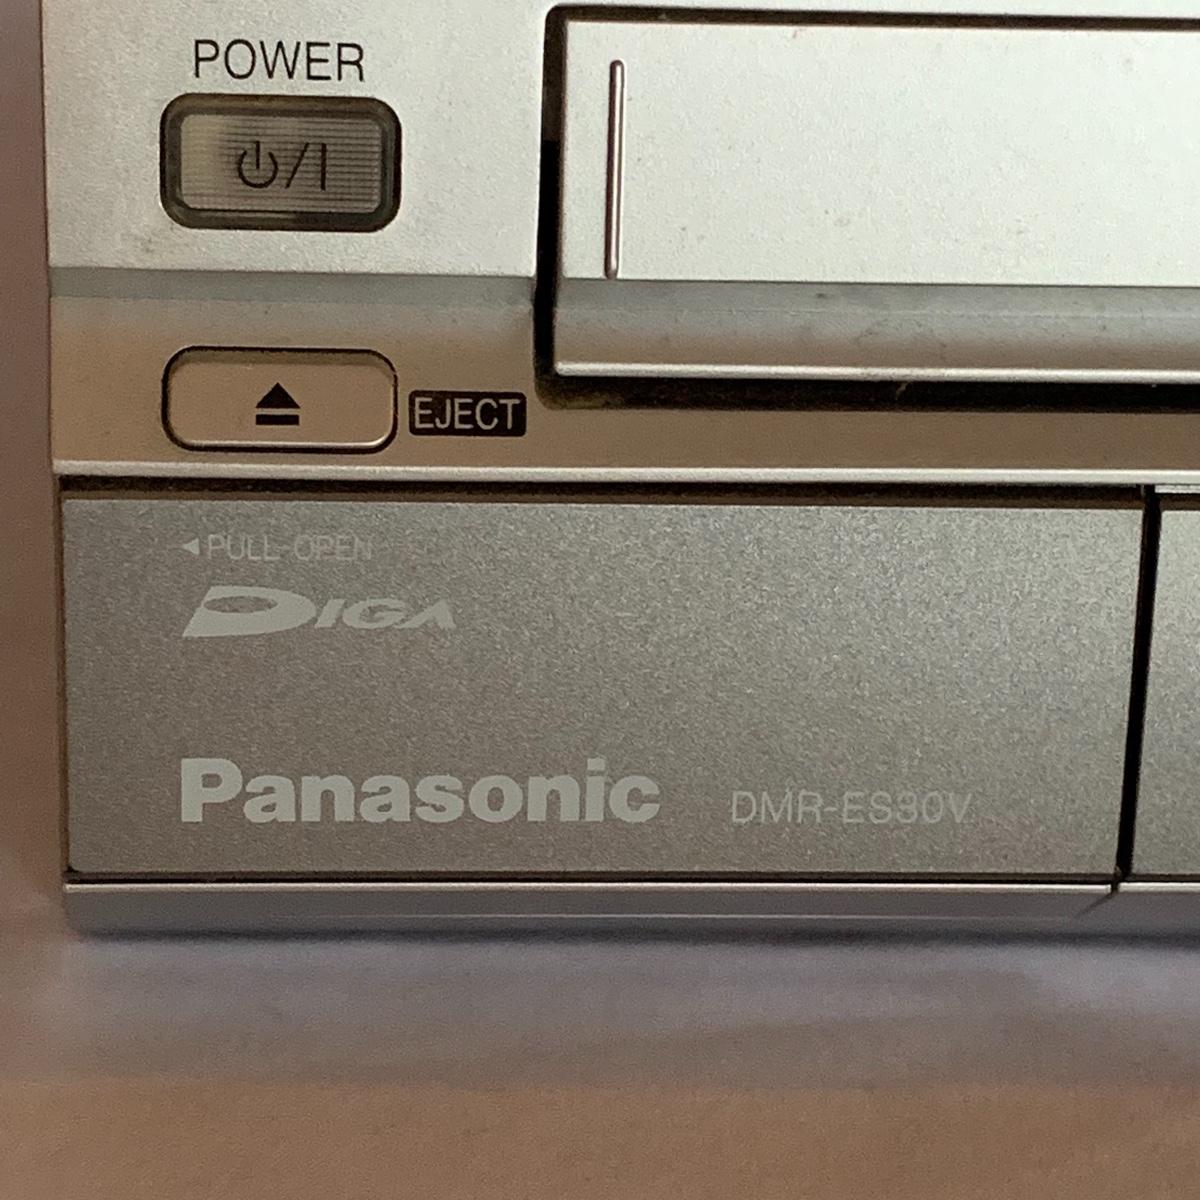 POWER
⏻/I
EJECT
◄PULL-OPEN
DIGA
Panasonic DMR-ES30V